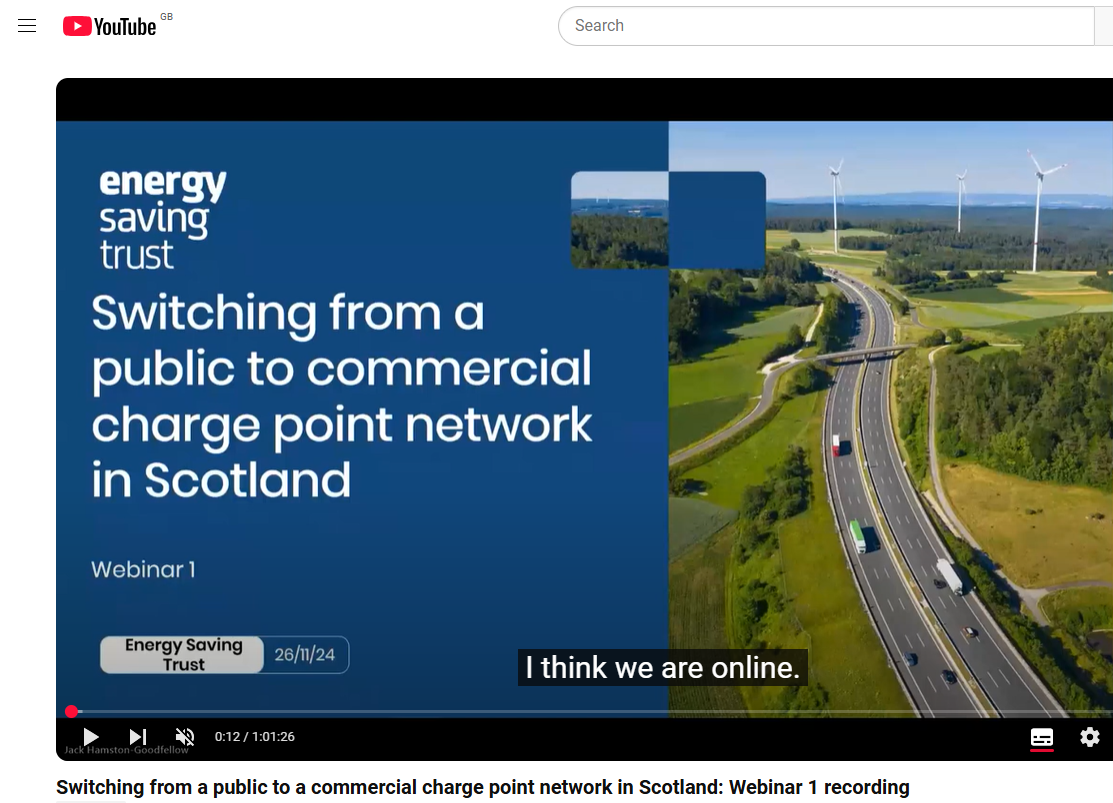 YouTube GB
Search
energy
saving
trust
Switching from a
public to commercial
charge point network
in Scotland
Webinar 1
Energy Saving
Trust
26/11/24
I think we are online.
0:12 / 1:01:26
Jack Hamston-Goodfellow
Switching from a public to a commercial charge point network in Scotland: Webinar 1 recording